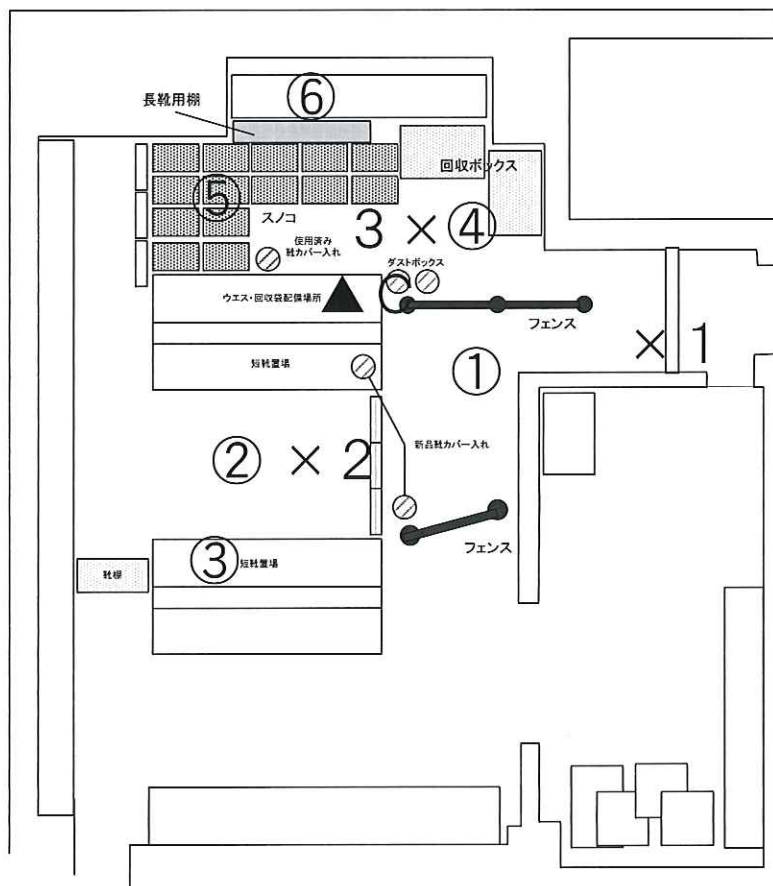 ⑥
長靴用棚
回収ボックス
⑤
スノコ
3 × ④
使用済み
靴カバー入れ
ダストボックス
ウエス・回収袋配備場所
フェンス
× 1
短靴置場
①
② × 2
新品靴カバー入れ
フェンス
③
短靴置場
靴棚